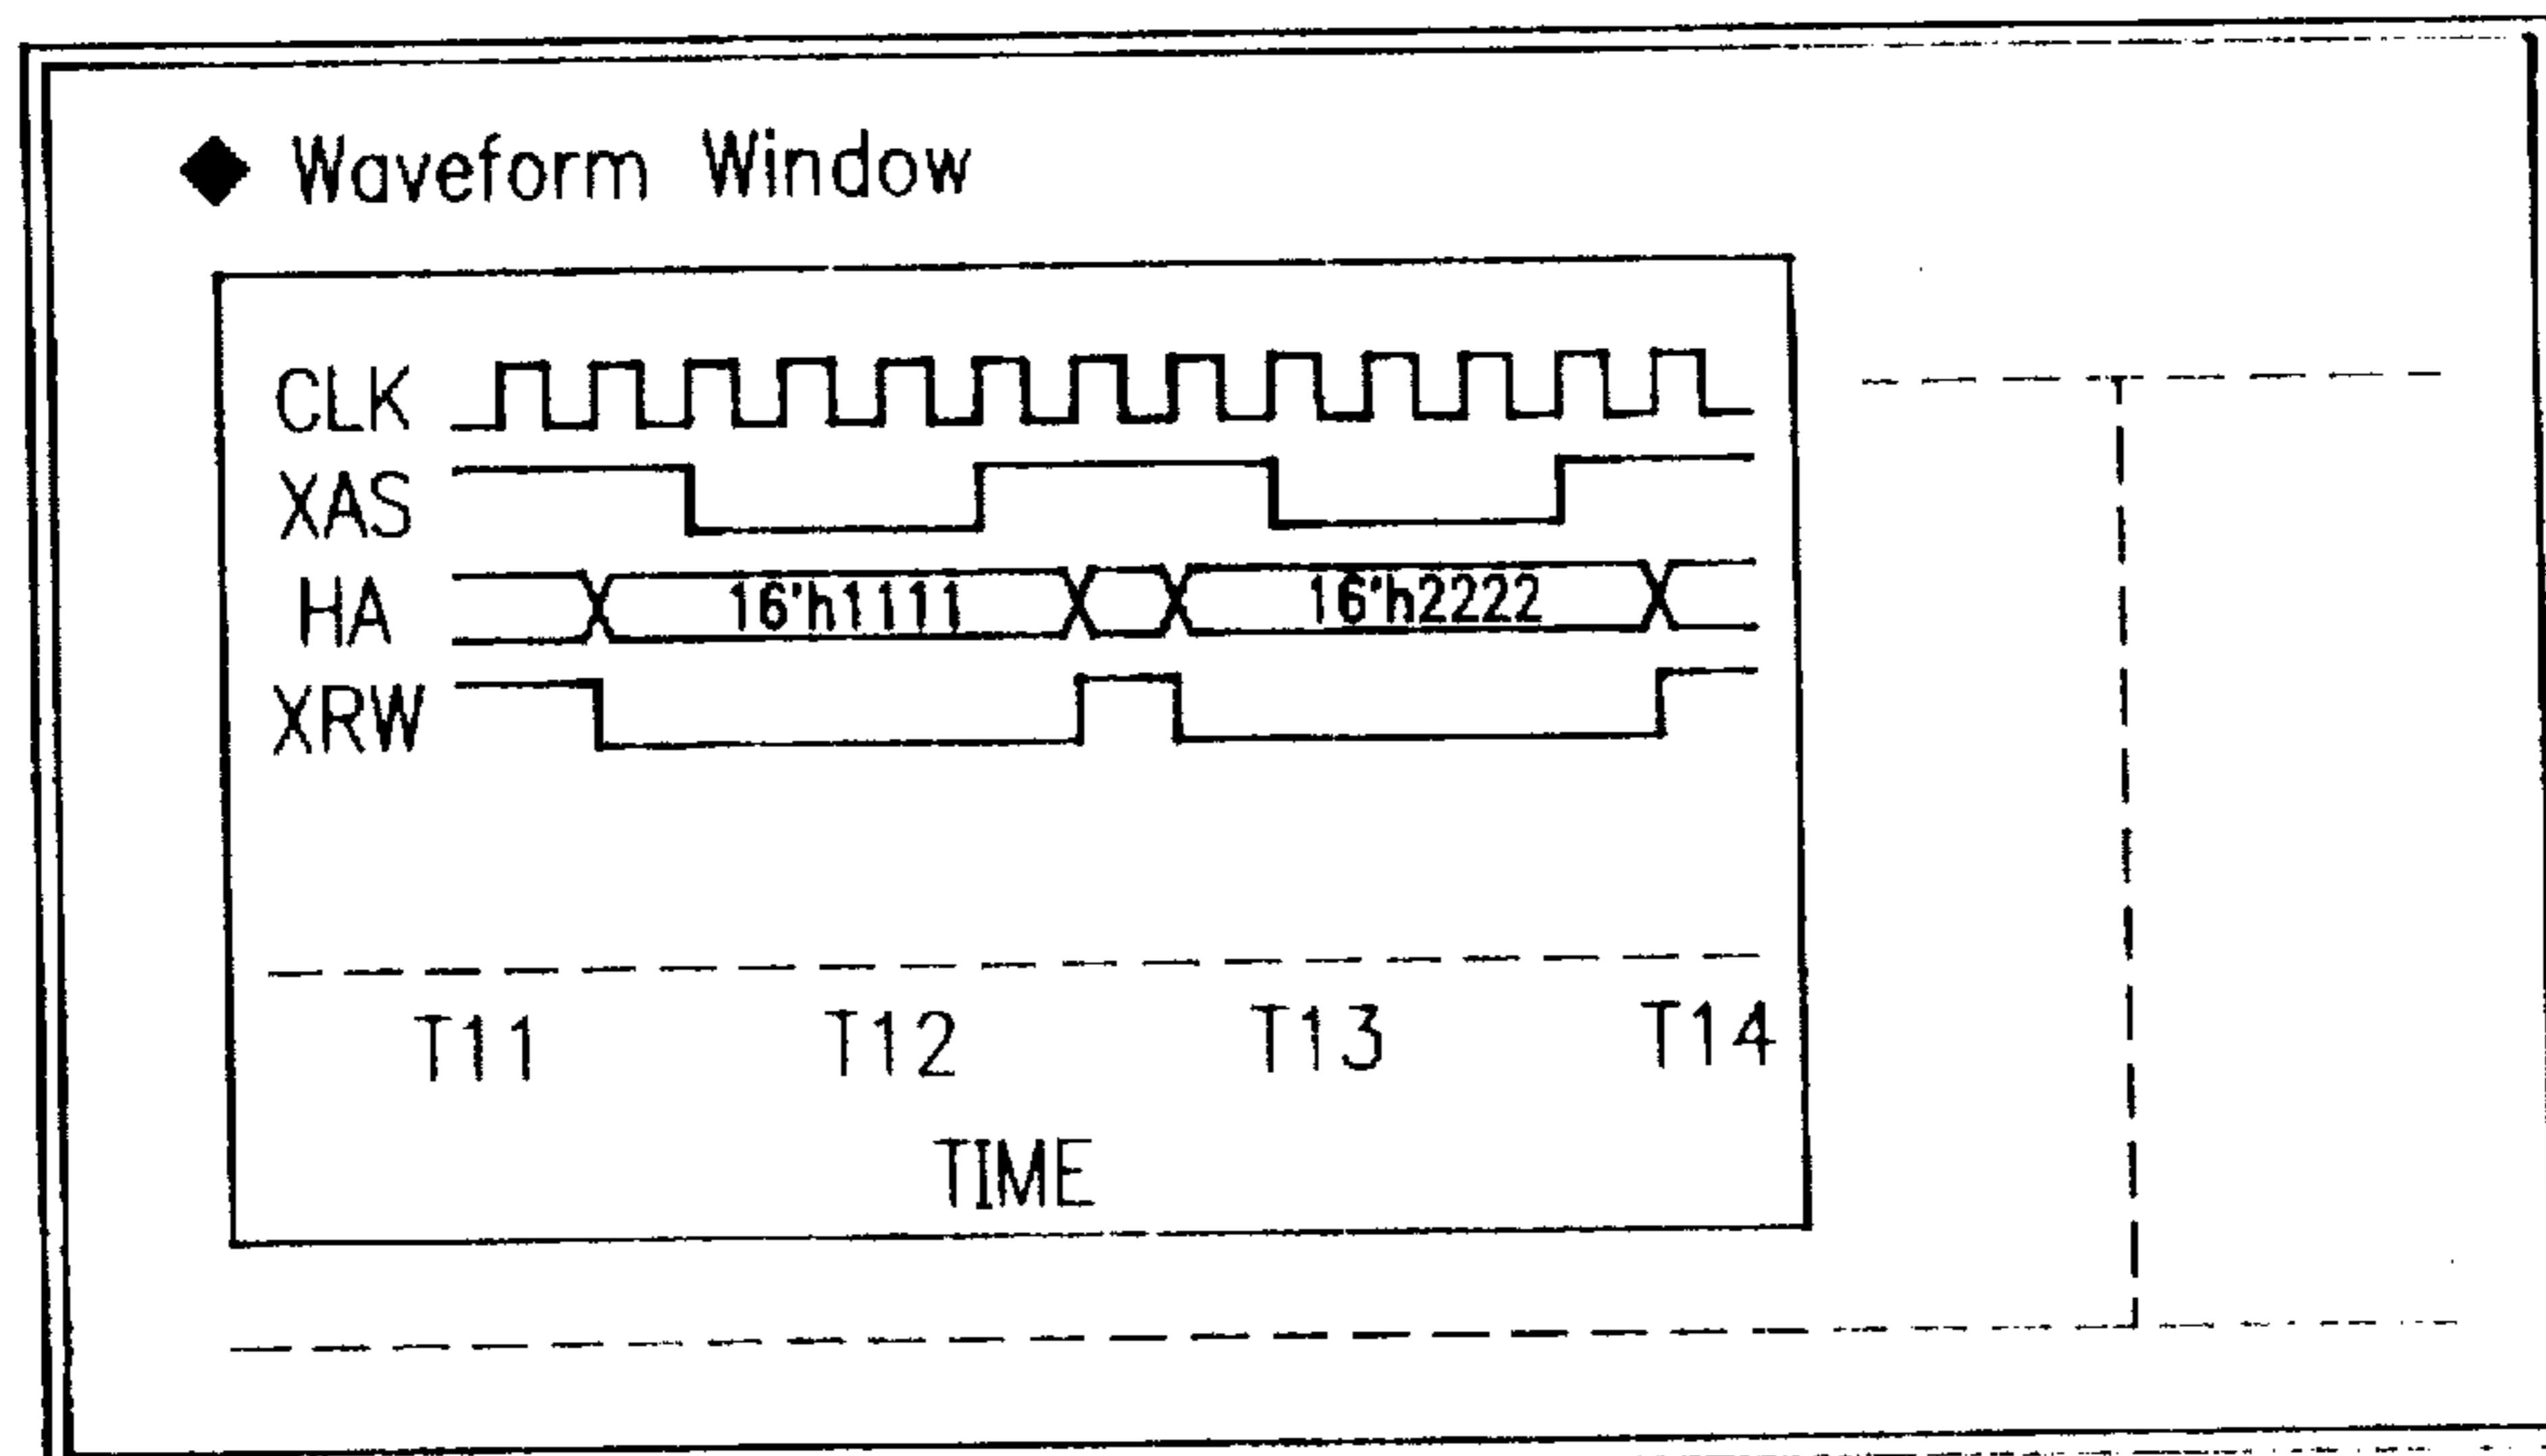 ◆ Waveform Window
CLK
XAS
HA 16'h1111 16'h2222
XRW
T11 T12 T13 T14
TIME